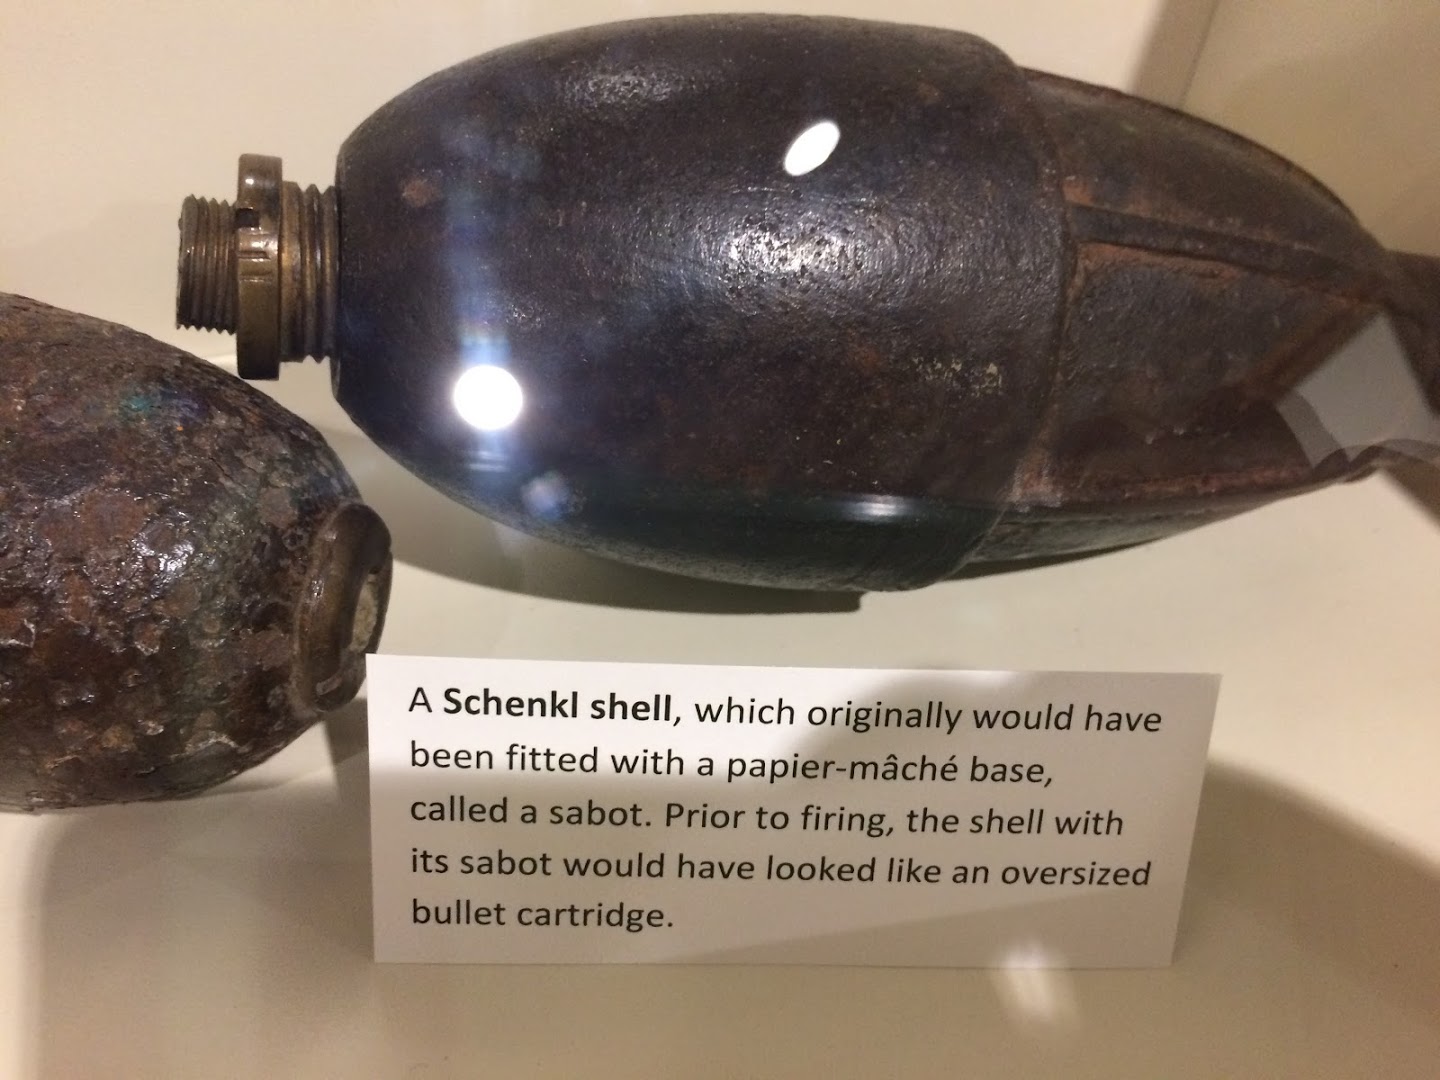 A Schenkl shell, which originally would have
been fitted with a papier-mâché base,
called a sabot. Prior to firing, the shell with
its sabot would have looked like an oversized
bullet cartridge.